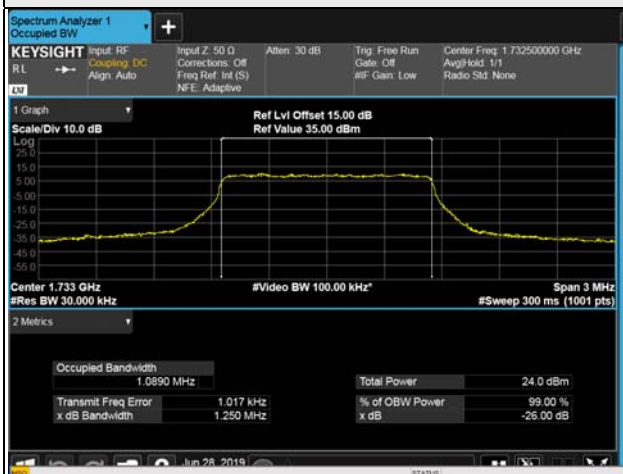 Spectrum Analyzer 1
Occupied BW
KEYSIGHT Input: RF Input Z: 50 Ω Atten: 30 dB Trig: Free Run Center Freq: 1.732500000 GHz
RL Coupling: DC Corrections: Off Gate: Off Avg|Hold: 1/1
Align: Auto Freq Ref: Int (S) #IF Gain: Low Radio Std: None
LXI NFE: Adaptive
1 Graph Ref Lvl Offset 15.00 dB
Scale/Div 10.0 dB Ref Value 35.00 dBm
Log
25.0
15.0
5.00
-5.00
-15.0
-25.0
-35.0
-45.0
-55.0
Center 1.733 GHz #Video BW 100.00 kHz* Span 3 MHz
#Res BW 30.000 kHz #Sweep 300 ms (1001 pts)
2 Metrics
Occupied Bandwidth
1.0890 MHz Total Power 24.0 dBm
Transmit Freq Error 1.017 kHz % of OBW Power 99.00 %
x dB Bandwidth 1.250 MHz x dB -26.00 dB
Jun 28, 2019
MSG STATUS